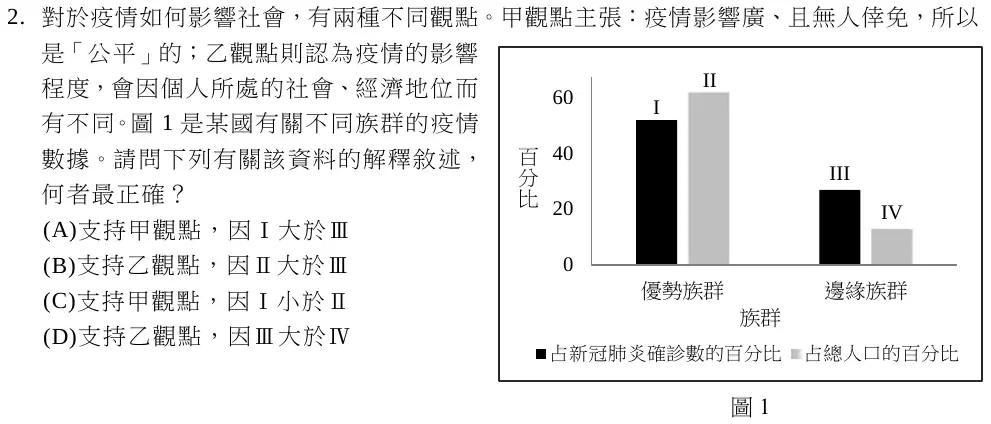 2. 對於疫情如何影響社會，有兩種不同觀點。甲觀點主張：疫情影響廣、且無人倖免，所以
是「公平」的；乙觀點則認為疫情的影響
程度，會因個人所處的社會、經濟地位而
有不同。圖 1 是某國有關不同族群的疫情
數據。請問下列有關該資料的解釋敘述，
何者最正確？
(A)支持甲觀點，因Ⅰ大於Ⅲ
(B)支持乙觀點，因Ⅱ大於Ⅲ
(C)支持甲觀點，因Ⅰ小於Ⅱ
(D)支持乙觀點，因Ⅲ大於Ⅳ
百分比
60
40
20
0
I
II
III
IV
優勢族群 邊緣族群
族群
占新冠肺炎確診數的百分比 占總人口的百分比
圖 1